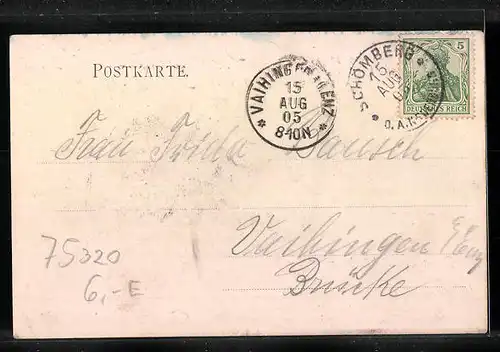 POSTKARTE.
VAIHINGEN ENZ
15
AUG
05
8-10N
SCHÖMBERG
15
AUG
O.A.
5
DEUTSCHES REICH
Frau Frida Bausch
Vaihingen a/Enz
Brücke
75320
6,-E